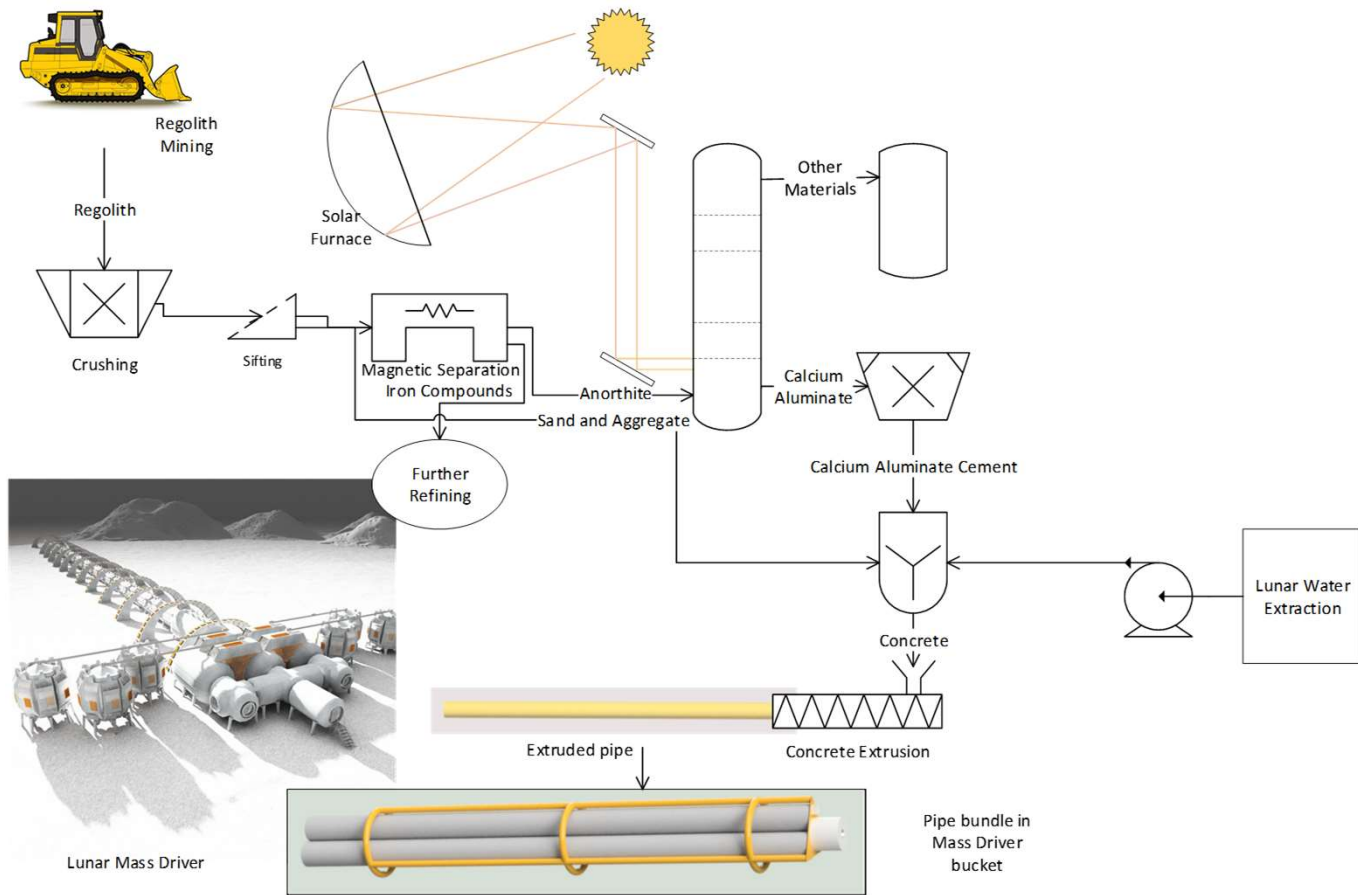 Regolith
Mining
Regolith
Solar
Furnace
Other
Materials
Crushing
Sifting
Magnetic Separation
Iron Compounds
Anorthite
Sand and Aggregate
Calcium
Aluminate
Further
Refining
Calcium Aluminate Cement
Lunar Water
Extraction
Concrete
Extruded pipe
Concrete Extrusion
Lunar Mass Driver
Pipe bundle in
Mass Driver
bucket